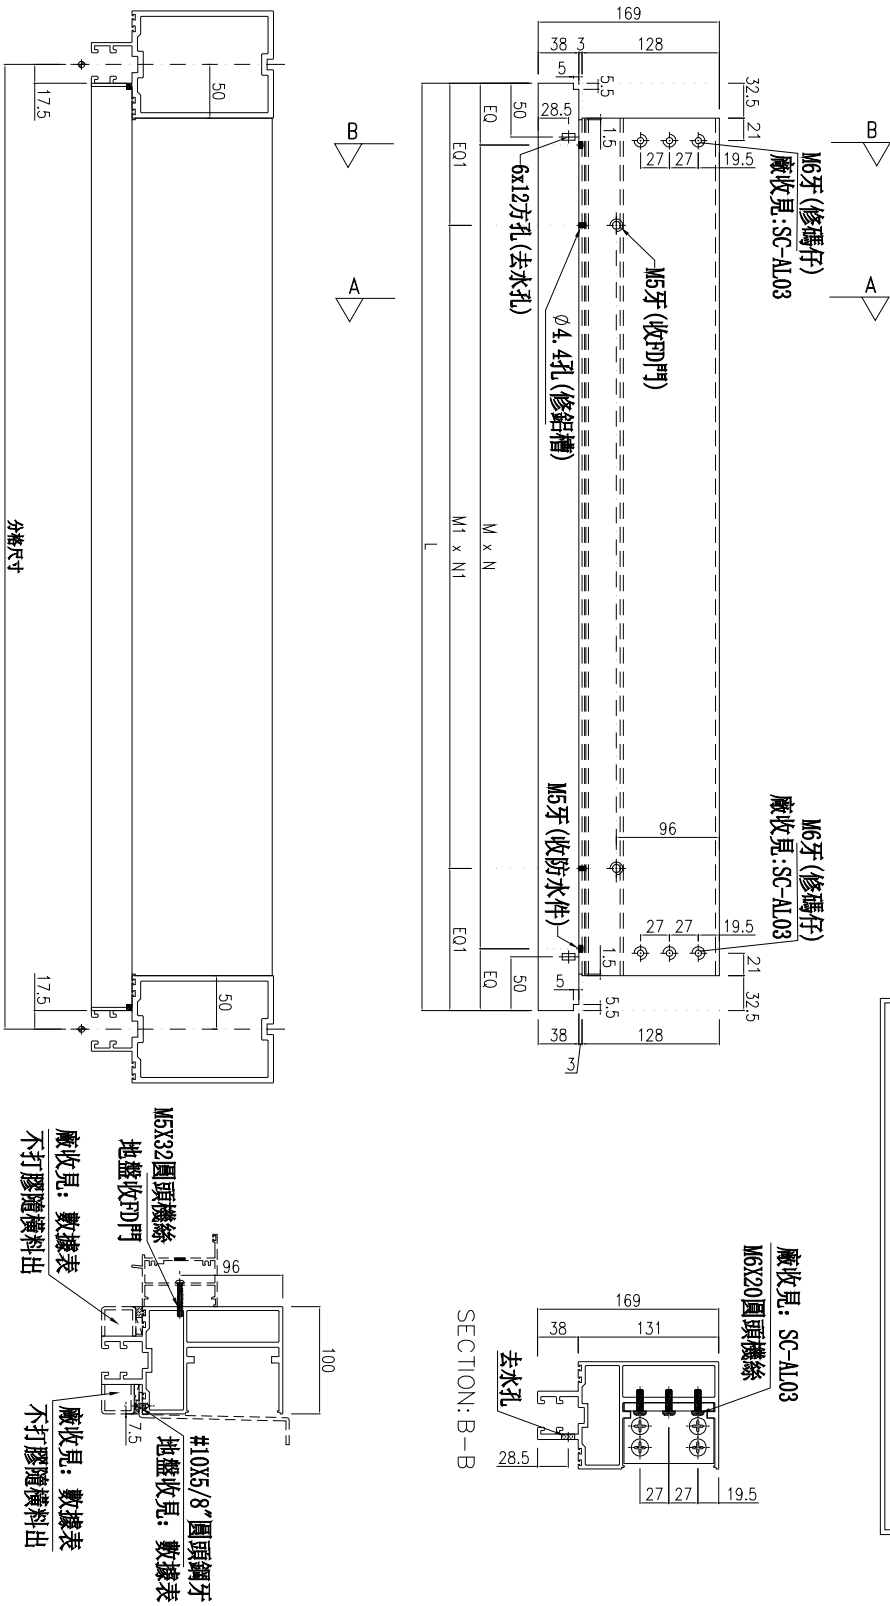 169
38
3
128
5
5.5
32.5
21
50
28.5
1.5
27
27
19.5
EQ
EQ1
M6牙(修碼仔)
廠收見:SC-AL03
6x12方孔(去水孔)
M5牙(收FD門)
Ø4.4孔(修鋁槽)
B
B
A
A
50
17.5
M x N
M1 x N1
L
分格尺寸
M6牙(修碼仔)
廠收見:SC-AL03
M5牙(收防水件)
96
27
27
19.5
21
32.5
1.5
5
5.5
50
EQ
EQ1
38
3
128
50
17.5
廠收見: SC-AL03
M6X20圓頭機絲
169
38
131
去水孔
28.5
27
27
19.5
SECTION:B-B
M5X32圓頭機絲
地盤收FD門
96
100
廠收見: 數據表
不打膠隨橫料出
7.5
#10X5/8"圓頭鋼牙
地盤收見: 數據表
廠收見: 數據表
不打膠隨橫料出